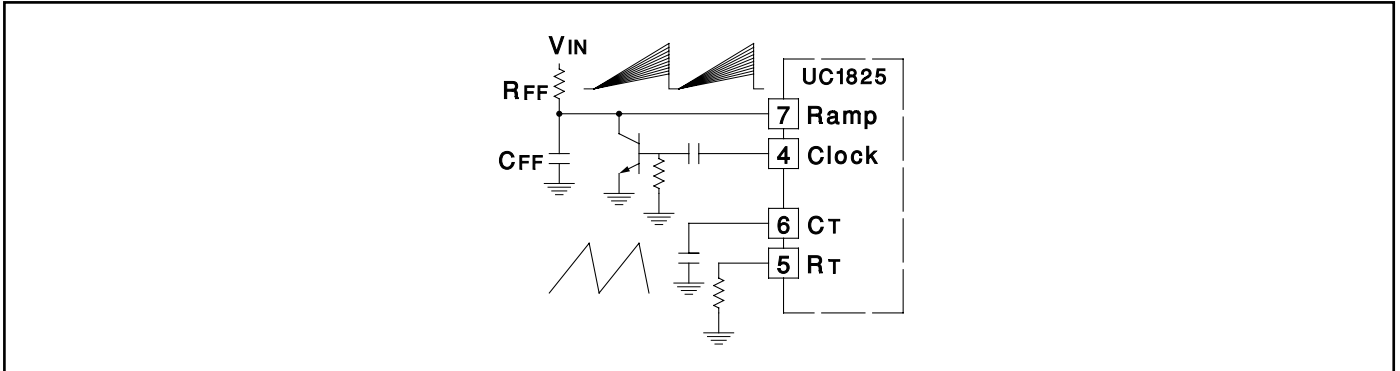 VIN
UC1825
RFF
7 Ramp
CFF
4 Clock
6 CT
5 RT